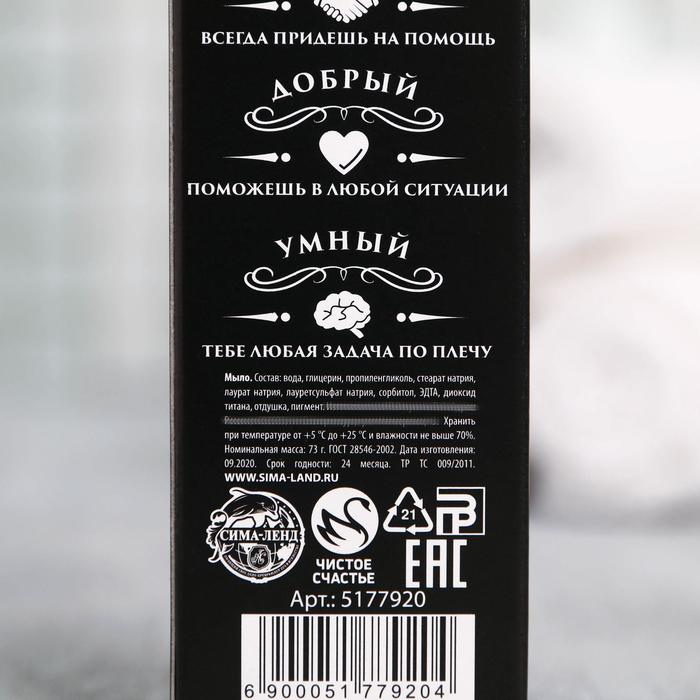 ВСЕГДА ПРИДЕШЬ НА ПОМОЩЬ
ДОБРЫЙ
ПОМОЖЕШЬ В ЛЮБОЙ СИТУАЦИИ
УМНЫЙ
ТЕБЕ ЛЮБАЯ ЗАДАЧА ПО ПЛЕЧУ
Мыло. Состав: вода, глицерин, пропиленгликоль, стеарат натрия,
лаурат натрия, лауретсульфат натрия, сорбитол, ЭДТА, диоксид
титана, отдушка, пигмент.
Хранить
при температуре от +5 °С до +25 °С и влажности не выше 70%.
Номинальная масса: 73 г. ГОСТ 28546-2002. Дата изготовления:
09.2020. Срок годности: 24 месяца. ТР ТС 009/2011.
WWW.SIMA-LAND.RU
СИМА-ЛЕНД
ЧИСТОЕ
СЧАСТЬЕ
21
EAC
Арт.: 5177920
6 900051 779204